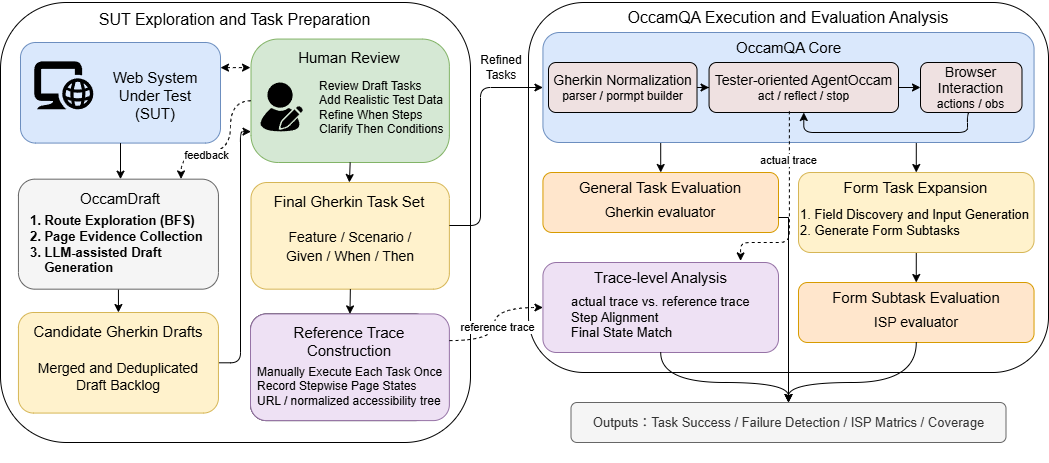 SUT Exploration and Task Preparation
Web System
Under Test
(SUT)
Human Review
Review Draft Tasks
Add Realistic Test Data
Refine When Steps
Clarify Then Conditions
feedback
OccamDraft
1. Route Exploration (BFS)
2. Page Evidence Collection
3. LLM-assisted Draft
Generation
Final Gherkin Task Set
Feature / Scenario /
Given / When / Then
Candidate Gherkin Drafts
Merged and Deduplicated
Draft Backlog
Reference Trace
Construction
Manually Execute Each Task Once
Record Stepwise Page States
URL / normalized accessibility tree
Refined
Tasks
reference trace
OccamQA Execution and Evaluation Analysis
OccamQA Core
Gherkin Normalization
parser / pormpt builder
Tester-oriented AgentOccam
act / reflect / stop
Browser
Interaction
actions / obs
actual trace
General Task Evaluation
Gherkin evaluator
Form Task Expansion
1. Field Discovery and Input Generation
2. Generate Form Subtasks
Trace-level Analysis
actual trace vs. reference trace
Step Alignment
Final State Match
Form Subtask Evaluation
ISP evaluator
Outputs：Task Success / Failure Detection / ISP Metrics / Coverage